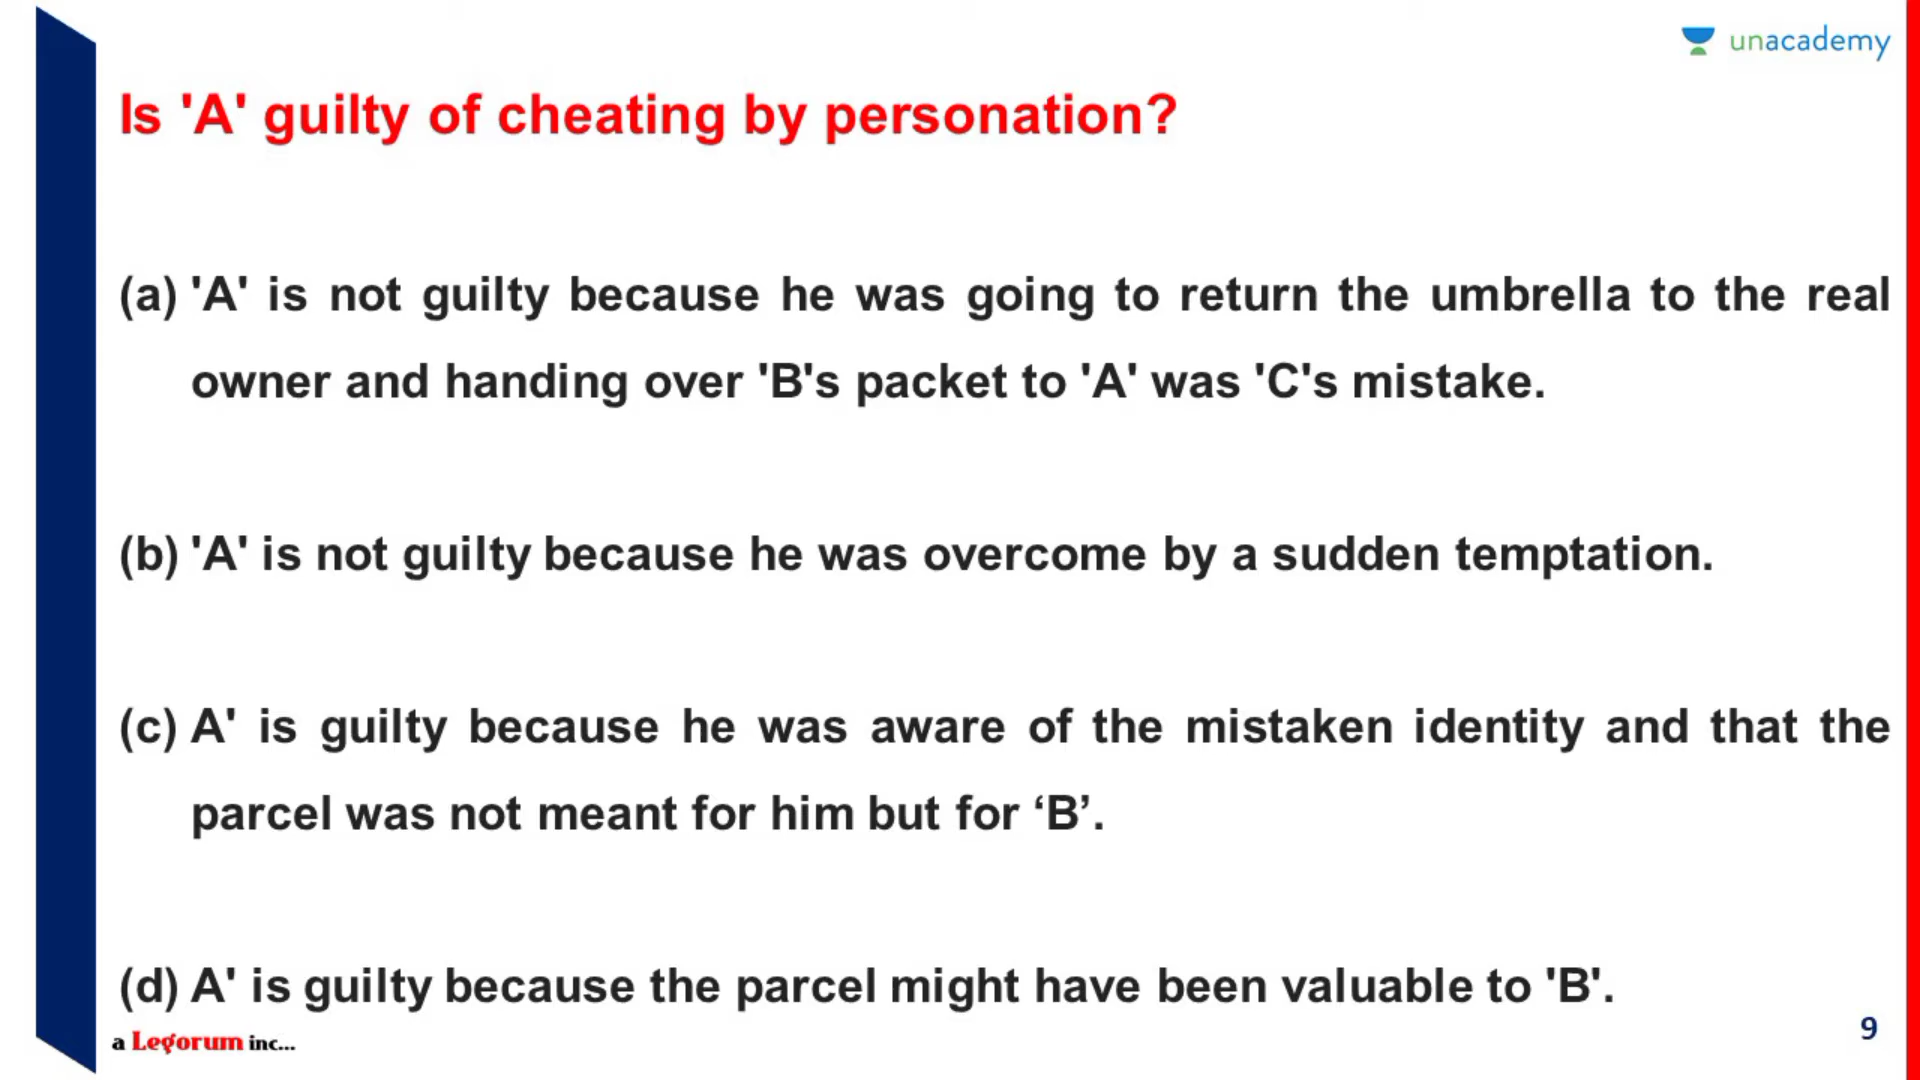 unacademy
Is 'A' guilty of cheating by personation?
(a) 'A' is not guilty because he was going to return the umbrella to the real
owner and handing over 'B's packet to 'A' was 'C's mistake.
(b) 'A' is not guilty because he was overcome by a sudden temptation.
(c) A' is guilty because he was aware of the mistaken identity and that the
parcel was not meant for him but for ‘B’.
(d) A' is guilty because the parcel might have been valuable to 'B'.
a Legorum inc...
9